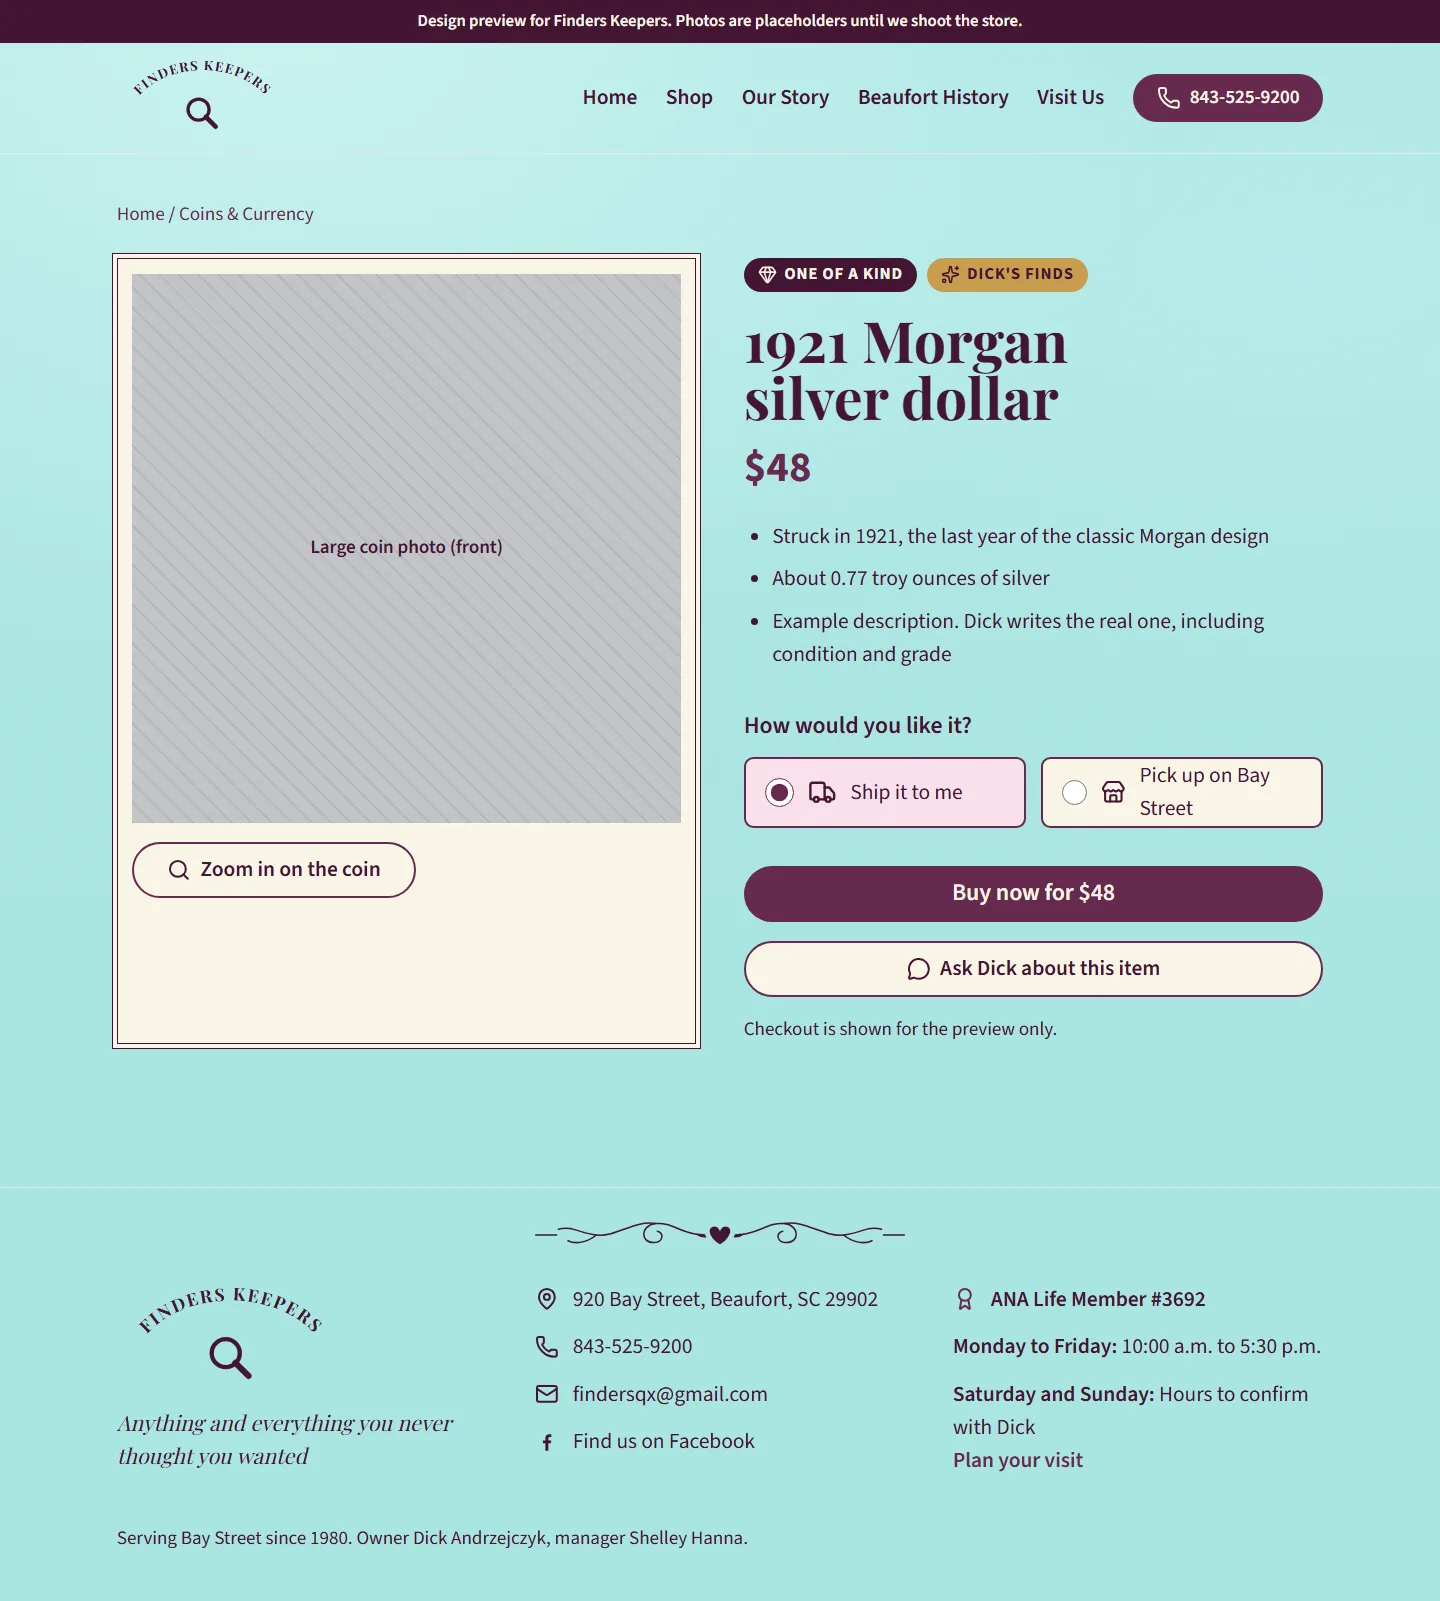 Design preview for Finders Keepers. Photos are placeholders until we shoot the store.
FINDERS KEEPERS
Home
Shop
Our Story
Beaufort History
Visit Us
843-525-9200
Home / Coins & Currency
Large coin photo (front)
Zoom in on the coin
ONE OF A KIND
DICK'S FINDS
1921 Morgan
silver dollar
$48
Struck in 1921, the last year of the classic Morgan design
About 0.77 troy ounces of silver
Example description. Dick writes the real one, including
condition and grade
How would you like it?
Ship it to me
Pick up on Bay
Street
Buy now for $48
Ask Dick about this item
Checkout is shown for the preview only.
FINDERS KEEPERS
Anything and everything you never
thought you wanted
920 Bay Street, Beaufort, SC 29902
843-525-9200
findersqx@gmail.com
Find us on Facebook
ANA Life Member #3692
Monday to Friday: 10:00 a.m. to 5:30 p.m.
Saturday and Sunday: Hours to confirm
with Dick
Plan your visit
Serving Bay Street since 1980. Owner Dick Andrzejczyk, manager Shelley Hanna.